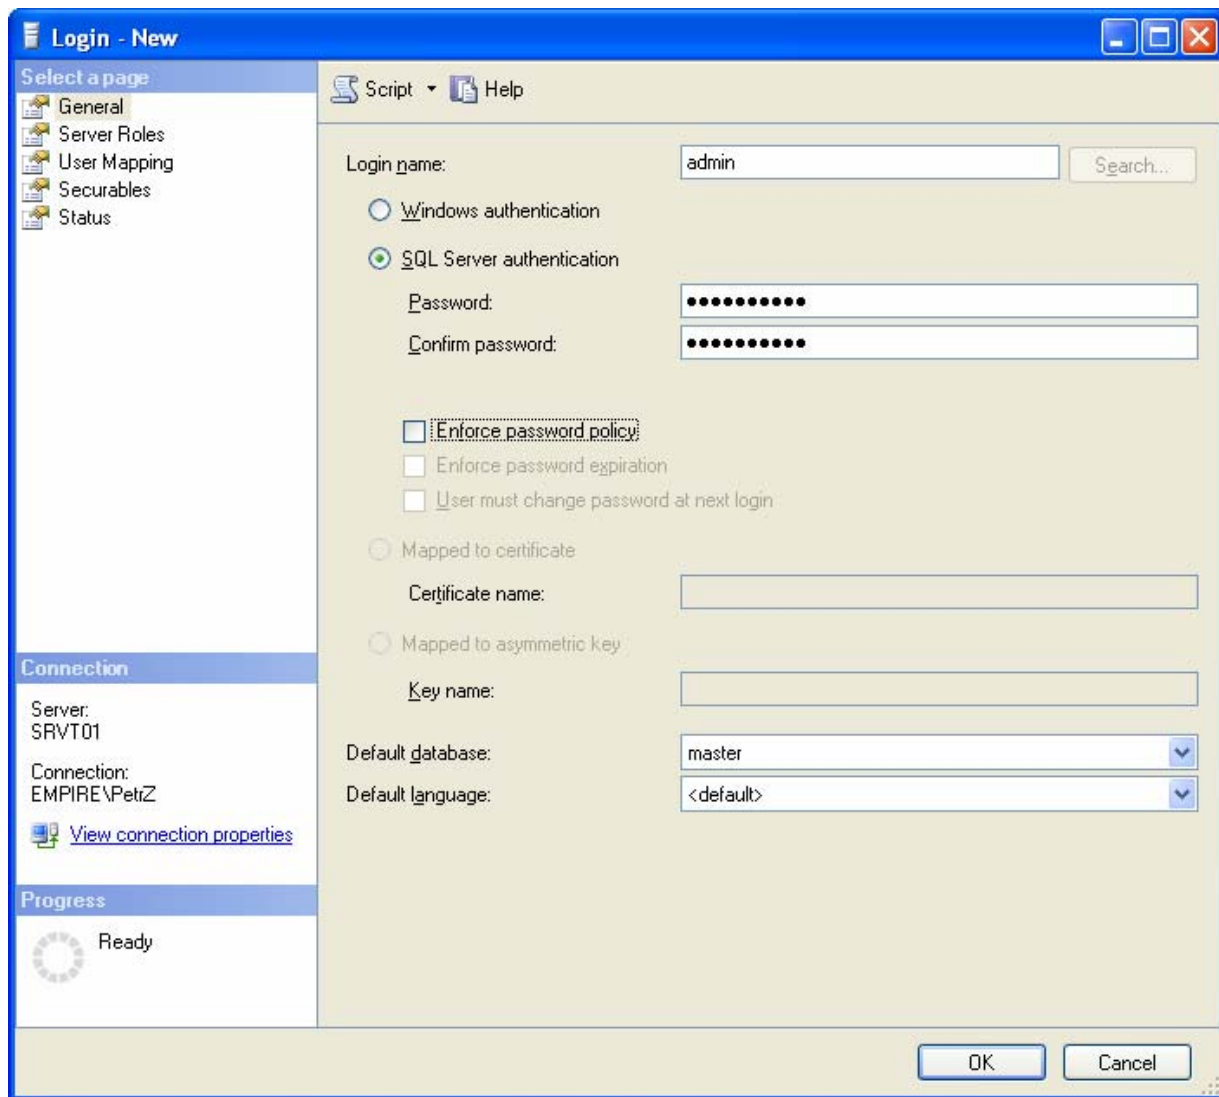 Login - New
Select a page
General
Server Roles
User Mapping
Securables
Status
Connection
Server:
SRVT01
Connection:
EMPIRE\PetrZ
View connection properties
Progress
Ready
Script Help
Login name: admin Search...
Windows authentication
SQL Server authentication
Password: ••••••••••
Confirm password: ••••••••••
Enforce password policy
Enforce password expiration
User must change password at next login
Mapped to certificate
Certificate name:
Mapped to asymmetric key
Key name:
Default database: master
Default language: <default>
OK Cancel